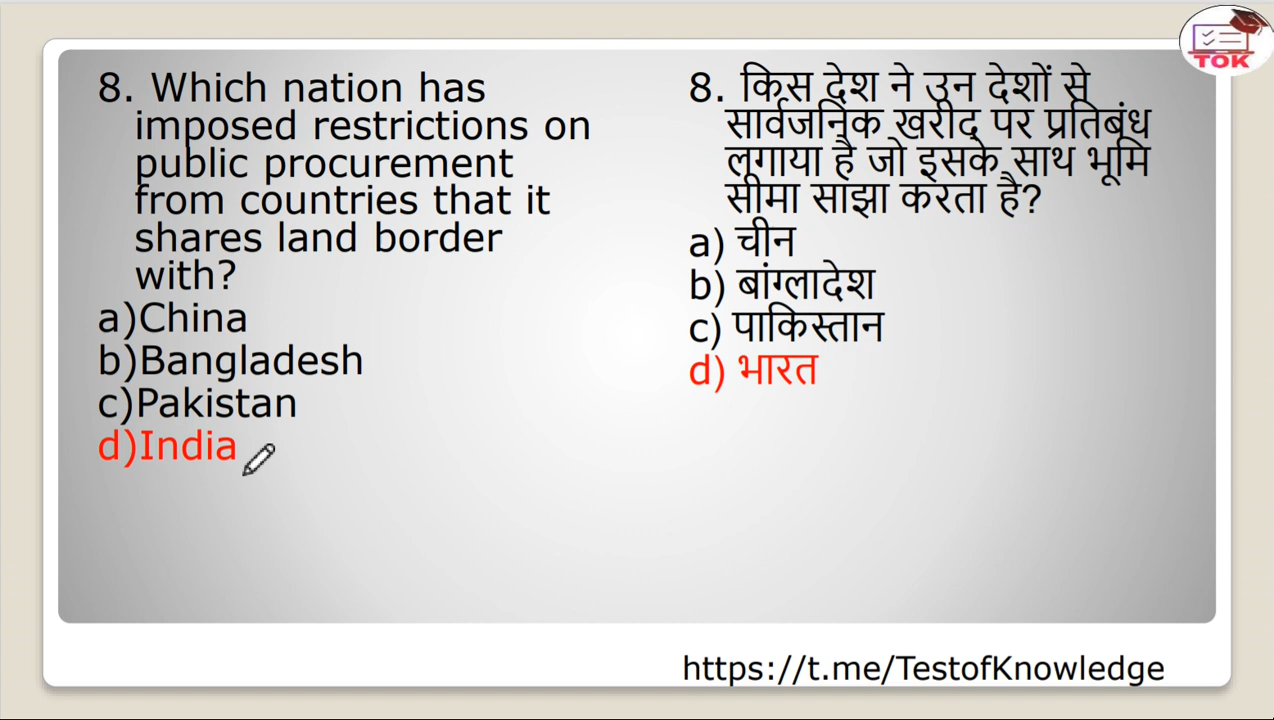 TOK
8. Which nation has
imposed restrictions on
public procurement
from countries that it
shares land border
with?
a)China
b)Bangladesh
c)Pakistan
d)India
8. किस देश ने उन देशों से
सार्वजनिक खरीद पर प्रतिबंध
लगाया है जो इसके साथ भूमि
सीमा साझा करता है?
a) चीन
b) बांग्लादेश
c) पाकिस्तान
d) भारत
https://t.me/TestofKnowledge